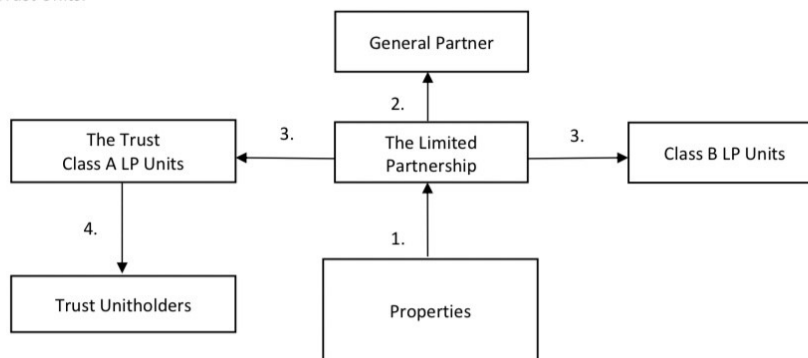 Trust Units.
General Partner
2.
The Trust
Class A LP Units
3.
The Limited
Partnership
3.
Class B LP Units
4.
1.
Trust Unitholders
Properties